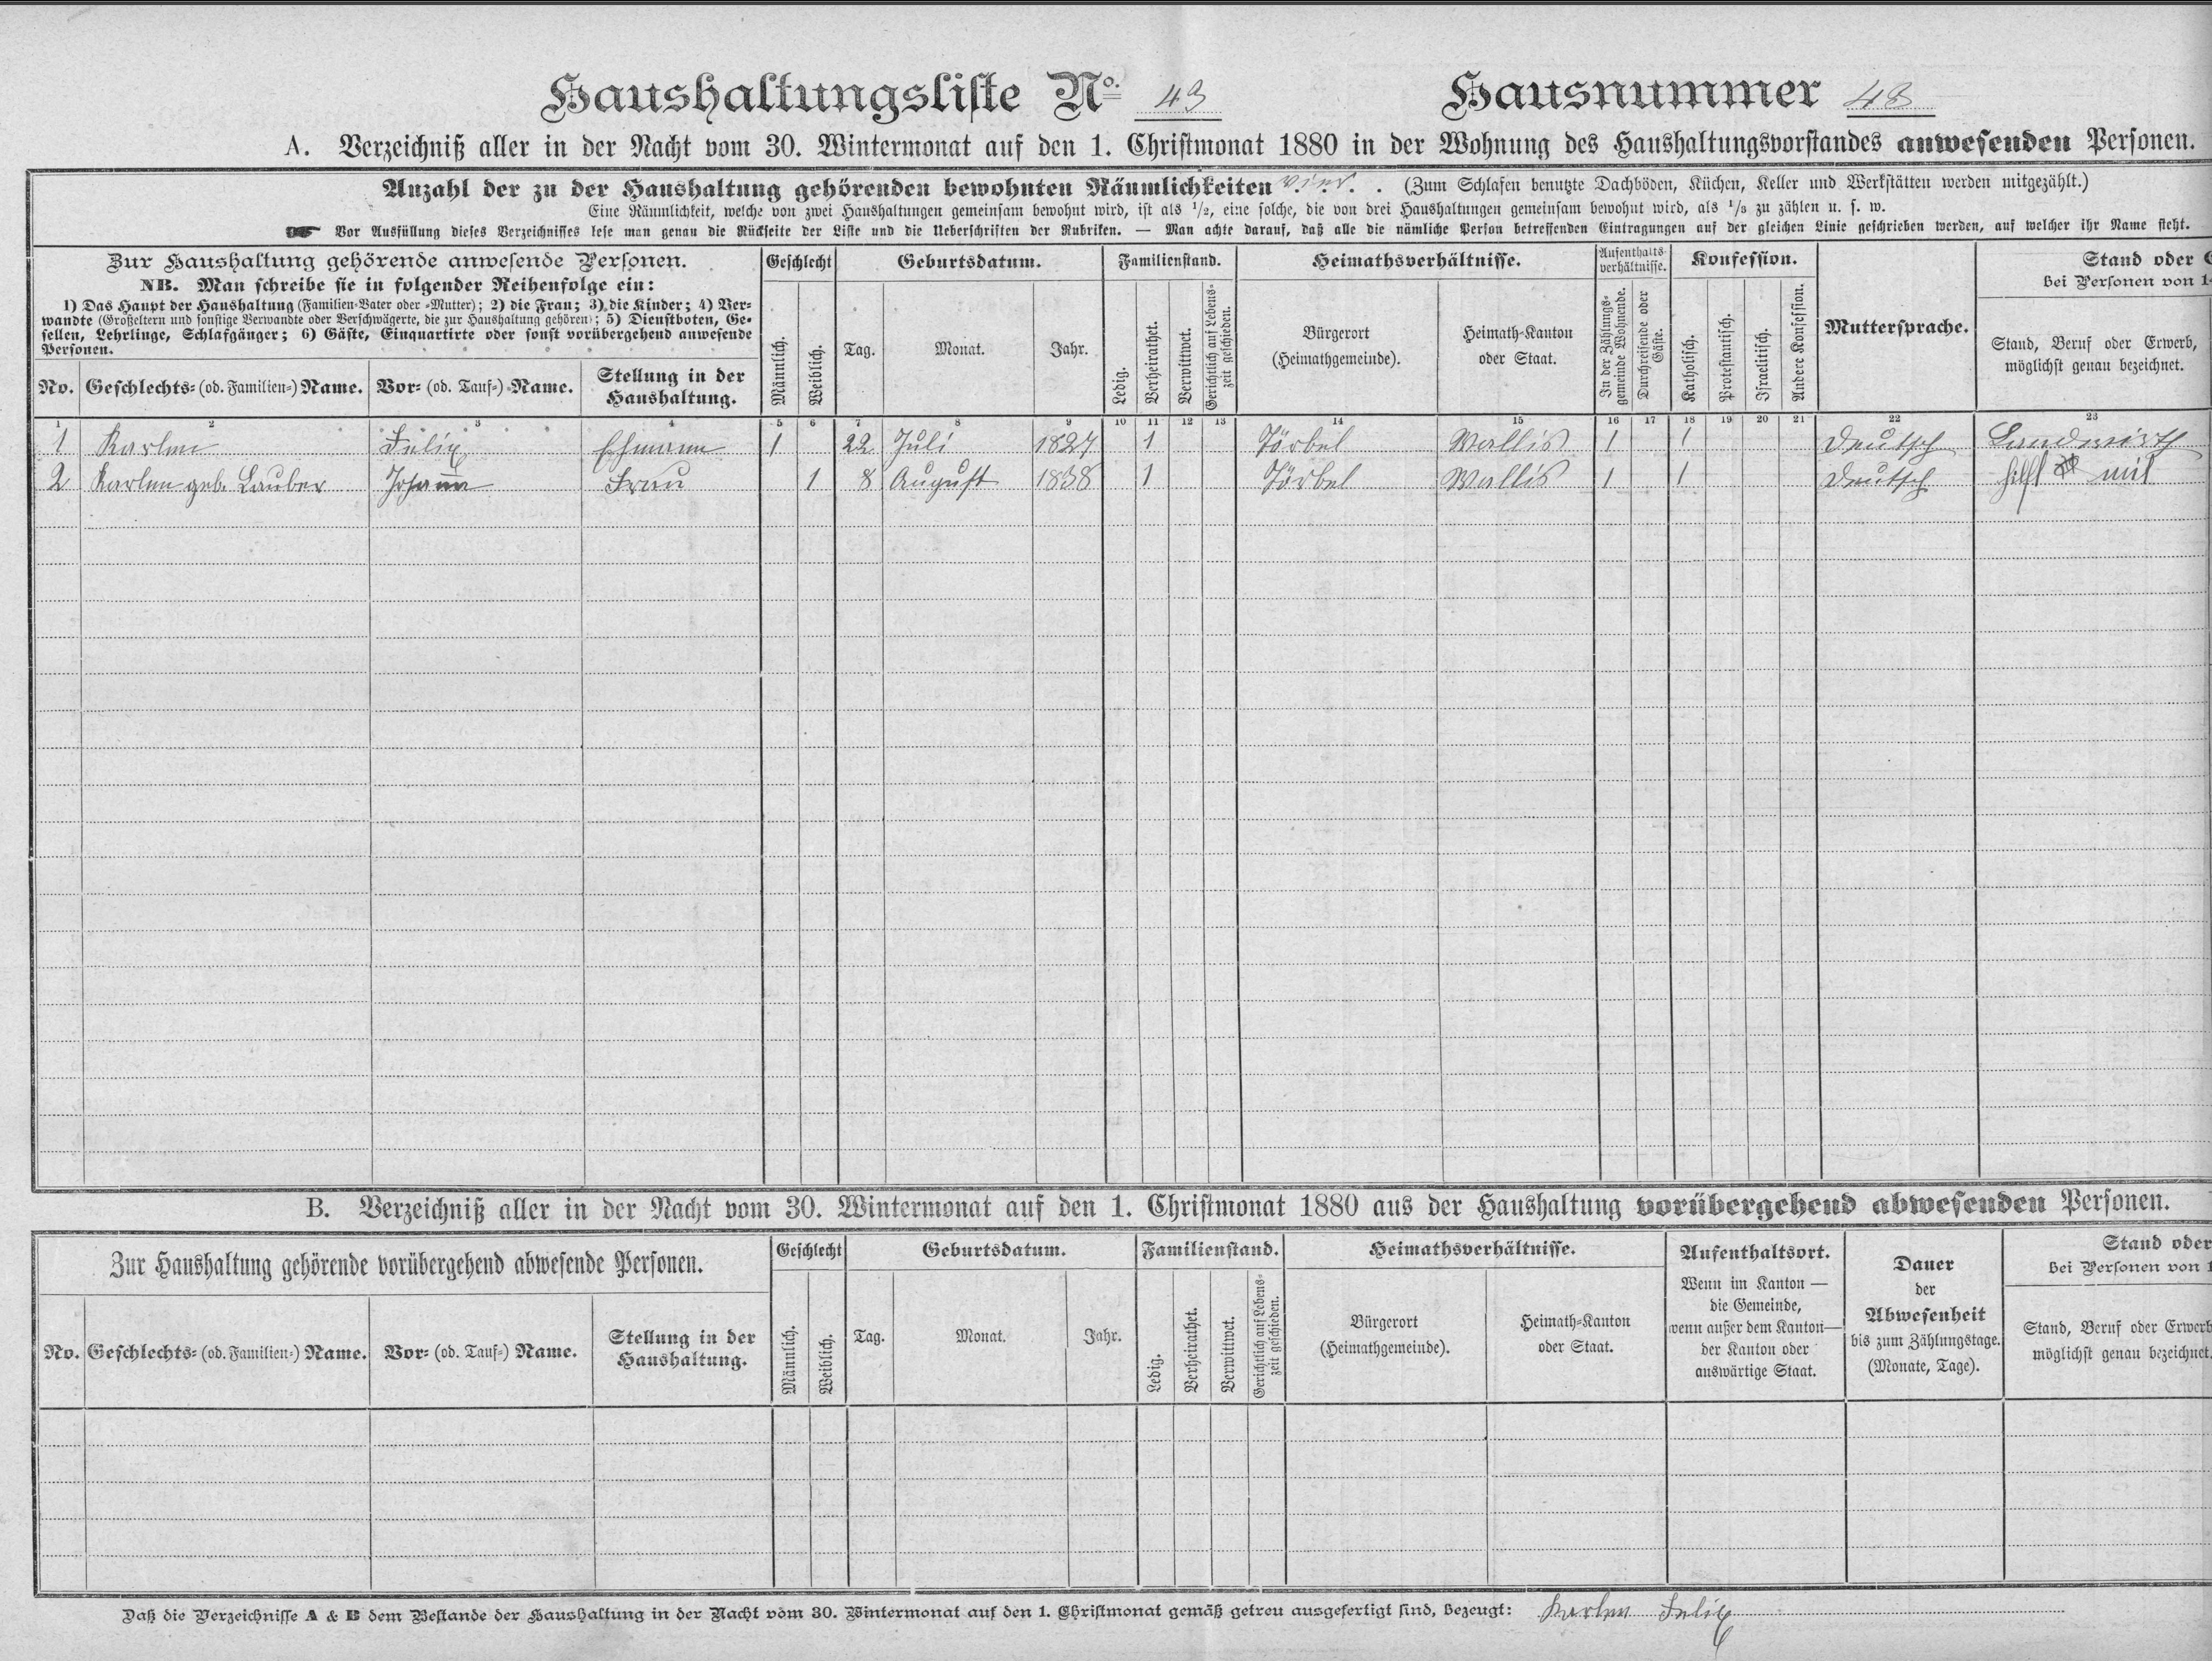 Haushaltungsliste No. 49 Hausnummer 48
A. Verzeichniß aller in der Nacht vom 30. Wintermonat auf den 1. Christmonat 1880 in der Wohnung des Haushaltungsvorstandes anwesenden Personen.
Anzahl der zu der Haushaltung gehörenden bewohnten Räumlichkeiten vier. . (Zum Schlafen benutzte Dachböden, Küchen, Keller und Werkstätten werden mitgezählt.)
Eine Räumlichkeit, welche von zwei Haushaltungen gemeinsam bewohnt wird, ist als 1/2, eine solche, die von drei Haushaltungen gemeinsam bewohnt wird, als 1/3 zu zählen u. s. w.
☛ Vor Ausfüllung dieses Verzeichnisses lese man genau die Rückseite der Liste und die Ueberschriften der Rubriken. — Man achte darauf, daß alle die nämliche Person betreffenden Eintragungen auf der gleichen Linie geschrieben werden, auf welcher ihr Name steht.
Zur Haushaltung gehörende anwesende Personen.
NB. Man schreibe sie in folgender Reihenfolge ein:
1) Das Haupt der Haushaltung (Familien-Vater oder -Mutter); 2) die Frau; 3) die Kinder; 4) Ver-
wandte (Großeltern und sonstige Verwandte oder Verschwägerte, die zur Haushaltung gehören); 5) Dienstboten, Ge-
sellen, Lehrlinge, Schlafgänger; 6) Gäste, Einquartirte oder sonst vorübergehend anwesende
Personen.
No. Geschlechts- (od. Familien-) Name. Vor- (od. Tauf-) Name. Stellung in der
Haushaltung.
Geschlecht
Männlich.
Weiblich.
Geburtsdatum.
Tag. Monat. Jahr.
Familienstand.
Ledig.
Verheirathet.
Verwittwet.
Gerichtlich auf Lebens-
zeit geschieden.
Heimathsverhältnisse.
Bürgerort
(Heimathgemeinde).
Heimath-Kanton
oder Staat.
Aufenthalts-
verhältnisse.
In der Zählungs-
gemeinde Wohnende.
Durchreisende oder
Gäste.
Konfession.
Katholisch.
Protestantisch.
Israelitisch.
Andere Konfession.
Muttersprache.
Stand oder
Bei Personen von 1
Stand, Beruf oder Erwerb,
möglichst genau bezeichnet.
1 2 3 4 5 6 7 8 9 10 11 12 13 14 15 16 17 18 19 20 21 22 23
1 Karlen Felix Ehmann 1 22 Juli 1827 1 Törbel Wallis 1 1 Deutsch Landwirth
2 Karlen geb. Lauber Johanna Frau 1 8 August 1838 1 Törbel Wallis 1 1 Deutsch hilft mit
B. Verzeichniß aller in der Nacht vom 30. Wintermonat auf den 1. Christmonat 1880 aus der Haushaltung vorübergehend abwesenden Personen.
Zur Haushaltung gehörende vorübergehend abwesende Personen.
No. Geschlechts- (od. Familien-) Name. Vor- (od. Tauf-) Name. Stellung in der
Haushaltung.
Geschlecht
Männlich.
Weiblich.
Geburtsdatum.
Tag. Monat. Jahr.
Familienstand.
Ledig.
Verheirathet.
Verwittwet.
Gerichtlich auf Lebens-
zeit geschieden.
Heimathsverhältnisse.
Bürgerort
(Heimathgemeinde).
Heimath-Kanton
oder Staat.
Aufenthaltsort.
Wenn im Kanton —
die Gemeinde,
wenn außer dem Kanton —
der Kanton oder
auswärtige Staat.
Dauer
der
Abwesenheit
bis zum Zählungstage.
(Monate, Tage).
Stand oder
Bei Personen von 1
Stand, Beruf oder Erwerb
möglichst genau bezeichnet.
Daß die Verzeichnisse A & B dem Bestande der Haushaltung in der Nacht vom 30. Wintermonat auf den 1. Christmonat gemäß getreu ausgefertigt sind, bezeugt: Karlen Felix